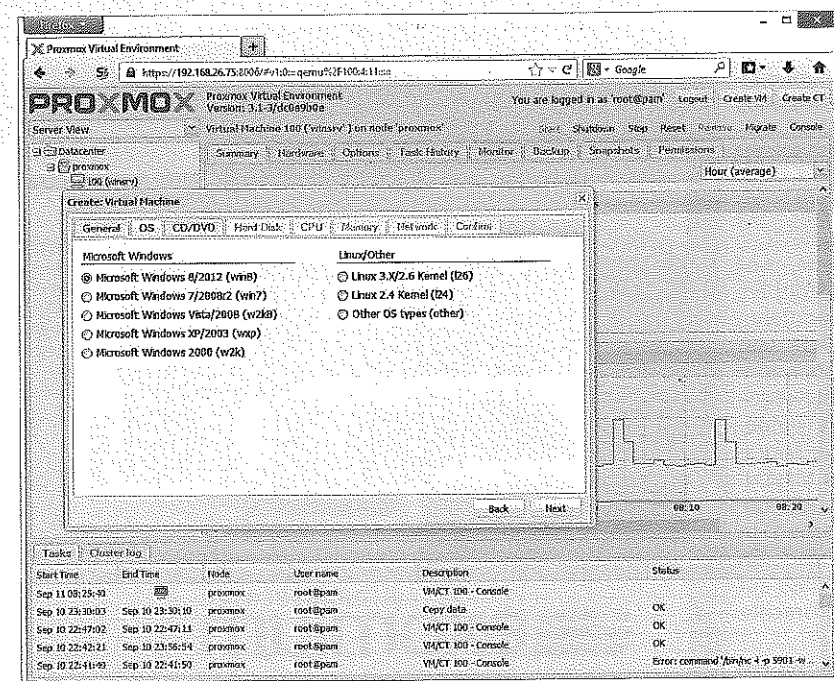 Proxmox Virtual Environment
https://192.168.26.75:8006/#v1:0:=qemu%2F100:4:11:::
Google
PROXMOX
Proxmox Virtual Environment
Version: 3.1-3/dc0e9b0e
You are logged in as 'root@pam' Logout Create VM Create CT
Server View
Virtual Machine 100 ('winsrv') on node 'proxmox'
Start Shutdown Stop Reset Remove Migrate Console
Datacenter
Summary Hardware Options Task History Monitor Backup Snapshots Permissions
proxmox
Hour (average)
100 (winsrv)
Create: Virtual Machine
General OS CD/DVD Hard Disk CPU Memory Network Confirm
Microsoft Windows
Linux/Other
Microsoft Windows 8/2012 (win8)
Linux 3.X/2.6 Kernel (l26)
Microsoft Windows 7/2008r2 (win7)
Linux 2.4 Kernel (l24)
Microsoft Windows Vista/2008 (w2k8)
Other OS types (other)
Microsoft Windows XP/2003 (wxp)
Microsoft Windows 2000 (w2k)
Back Next
08:10 08:20
Tasks Cluster log
Start Time End Time Node User name Description Status
Sep 11 08:25:40 proxmox root@pam VM/CT 100 - Console
Sep 10 23:30:03 Sep 10 23:30:10 proxmox root@pam Copy data OK
Sep 10 22:47:02 Sep 10 22:47:11 proxmox root@pam VM/CT 100 - Console OK
Sep 10 22:42:21 Sep 10 23:56:54 proxmox root@pam VM/CT 100 - Console OK
Sep 10 22:41:40 Sep 10 22:41:50 proxmox root@pam VM/CT 100 - Console Error: command '/bin/nc -l -p 5901 -w